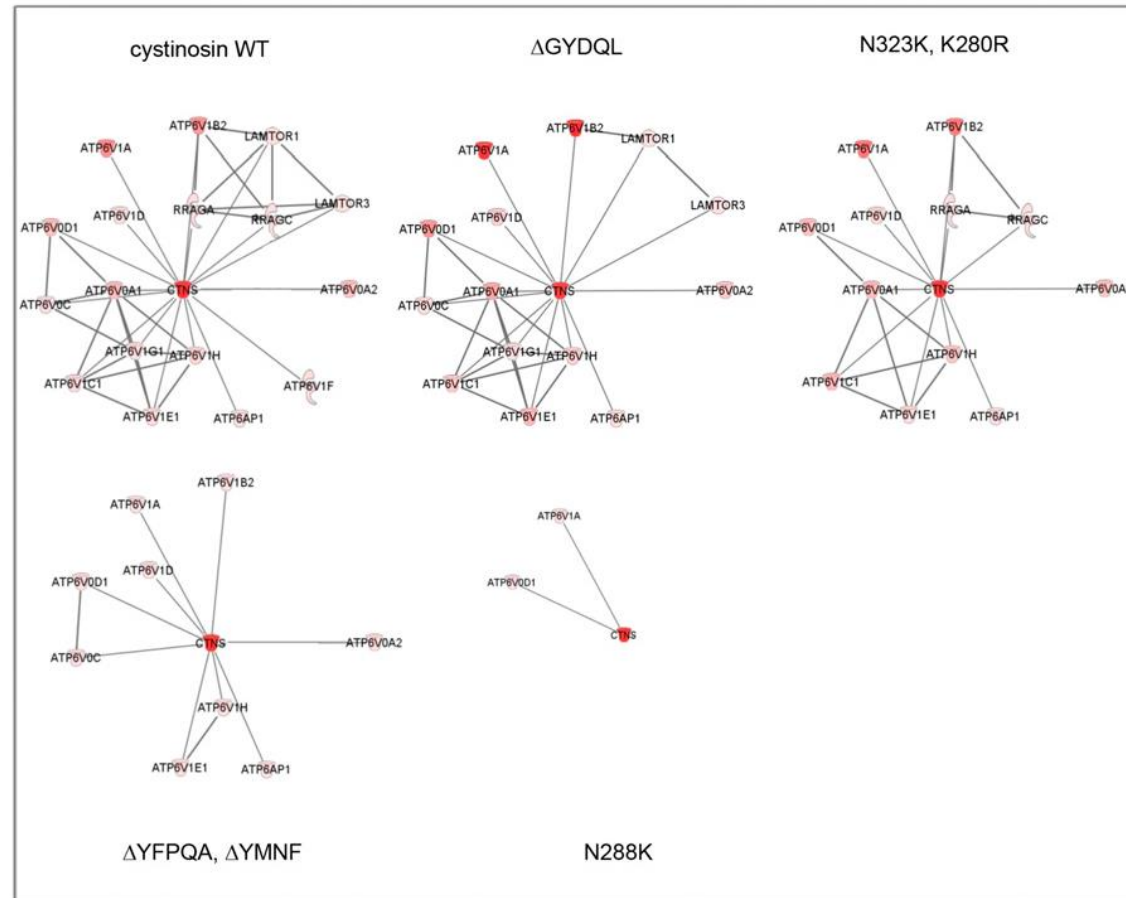 cystinosin WT
ΔGYDQL
N323K, K280R
ATP6V1B2
LAMTOR1
ATP6V1A
RRAGA
LAMTOR3
ATP6V1D
RRAGC
ATP6V0D1
ATP6V0C
ATP6V0A1
CTNS
ATP6V0A2
ATP6V1G1
ATP6V1H
ATP6V1C1
ATP6V1F
ATP6V1E1
ATP6AP1
ATP6V1B2
LAMTOR1
ATP6V1A
LAMTOR3
ATP6V1D
ATP6V0D1
ATP6V0C
ATP6V0A1
CTNS
ATP6V0A2
ATP6V1G1
ATP6V1H
ATP6V1C1
ATP6V1E1
ATP6AP1
ATP6V1B2
ATP6V1A
RRAGA
ATP6V1D
RRAGC
ATP6V0D1
ATP6V0A1
CTNS
ATP6V0A
ATP6V1H
ATP6V1C1
ATP6V1E1
ATP6AP1
ATP6V1B2
ATP6V1A
ATP6V1D
ATP6V0D1
CTNS
ATP6V0A2
ATP6V0C
ATP6V1H
ATP6V1E1
ATP6AP1
ATP6V1A
ATP6V0D1
CTNS
ΔYFPQA, ΔYMNF
N288K